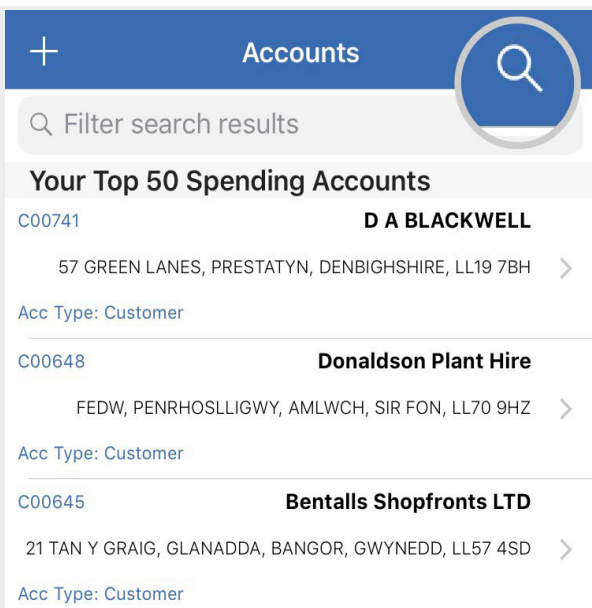 Accounts
Filter search results
Your Top 50 Spending Accounts
C00741 D A BLACKWELL
57 GREEN LANES, PRESTATYN, DENBIGHSHIRE, LL19 7BH
Acc Type: Customer
C00648 Donaldson Plant Hire
FEDW, PENRHOSLLIGWY, AMLWCH, SIR FON, LL70 9HZ
Acc Type: Customer
C00645 Bentalls Shopfronts LTD
21 TAN Y GRAIG, GLANADDA, BANGOR, GWYNEDD, LL57 4SD
Acc Type: Customer